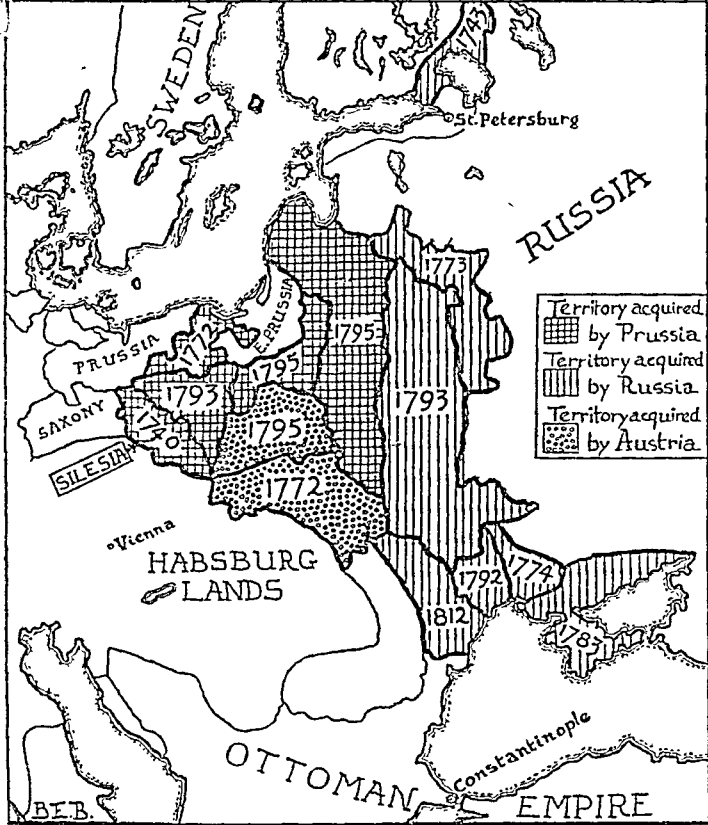 SWEDEN
1743
St. Petersburg
RUSSIA
1773
E. PRUSSIA
1795
PRUSSIA
1772
1795
1793
1793
SAXONY
1740
1795
SILESIA
1772
Vienna
HABSBURG
LANDS
1792
1774
1812
1783
OTTOMAN
EMPIRE
Constantinople
B.E.B.
Territory acquired
by Prussia
Territory acquired
by Russia
Territory acquired
by Austria